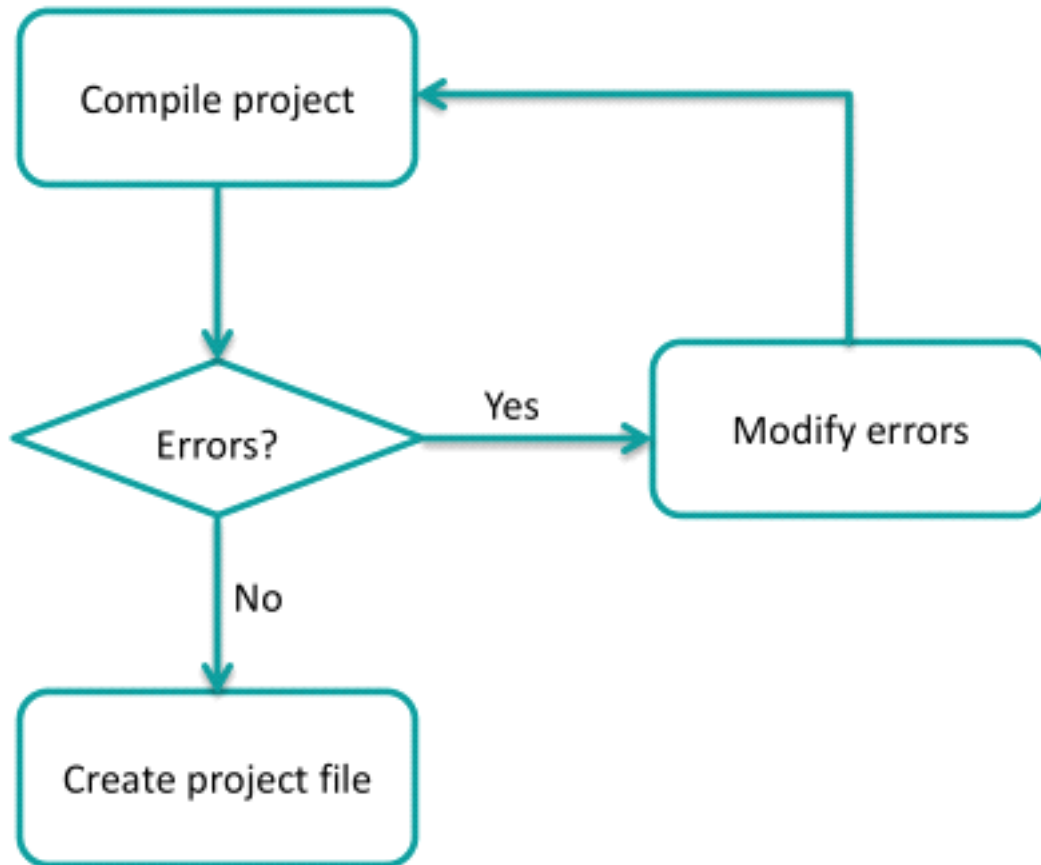 Compile project
Errors?
Yes
Modify errors
No
Create project file